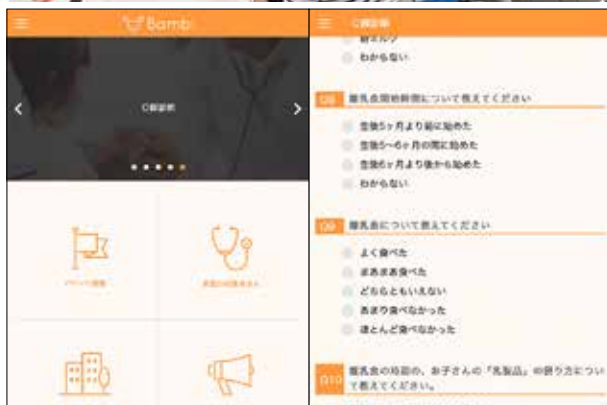 Bambi
C郵診断
わからない
Q8 離乳食開始時期について教えてください
生後5ヶ月より前に始めた
生後5〜6ヶ月の間に始めた
生後6ヶ月より後から始めた
わからない
Q9 離乳食について教えてください
よく食べた
まあまあ食べた
どちらともいえない
あまり食べなかった
ほとんど食べなかった
Q10 離乳食の時期の、お子さんの「乳製品」の摂り方につい
て教えてください。